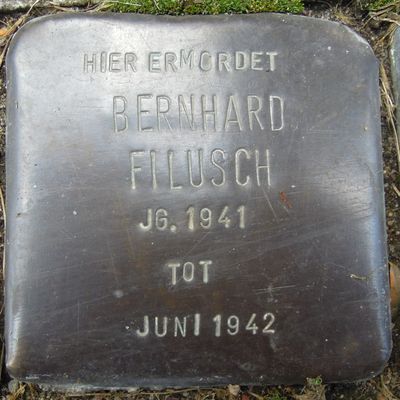 HIER ERMORDET
BERNHARD
FILUSCH
JG. 1941
TOT
JUNI 1942